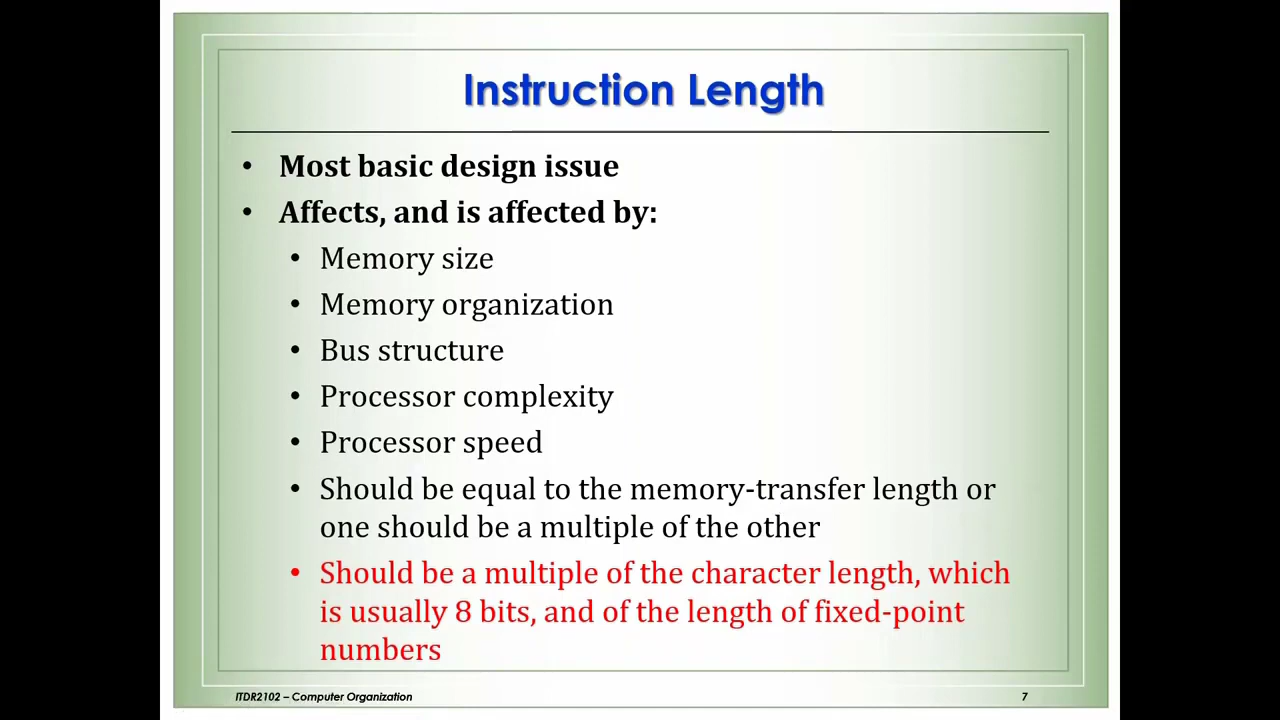 Instruction Length
• Most basic design issue
• Affects, and is affected by:
• Memory size
• Memory organization
• Bus structure
• Processor complexity
• Processor speed
• Should be equal to the memory-transfer length or
one should be a multiple of the other
• Should be a multiple of the character length, which
is usually 8 bits, and of the length of fixed-point
numbers
ITDR2102 – Computer Organization
7